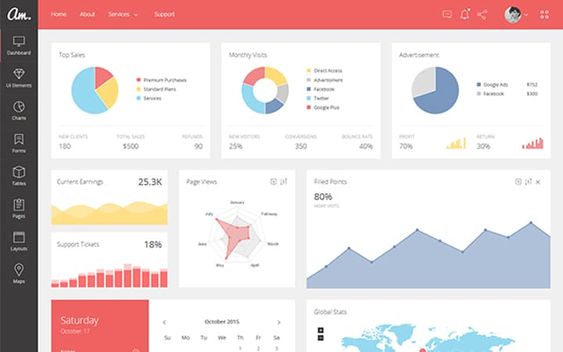 Am.
Home About Services Support
Dashboard
UI Elements
Charts
Forms
Tables
Pages
Layouts
Maps
Top Sales
Premium Purchases
Standard Plans
Services
NEW CLIENTS TOTAL SALES REFUNDS
180 $500 90
Monthly Visits
Direct Access
Advertisement
Facebook
Twitter
Google Plus
NEW VISITORS CONVERSIONS BOUNCE RATE
25% 350 40%
Advertisement
Google Ads $752
Facebook $300
PROFIT RETURN
70% 30%
Current Earnings 25.3K
Support Tickets 18%
Page Views
January
February
March
April
May
June
July
Filled Points
80%
MORE VISITS
Saturday
October 17
October 2015
Su Mo Tu We Th Fr Sa
1 2 3
Global Stats
+